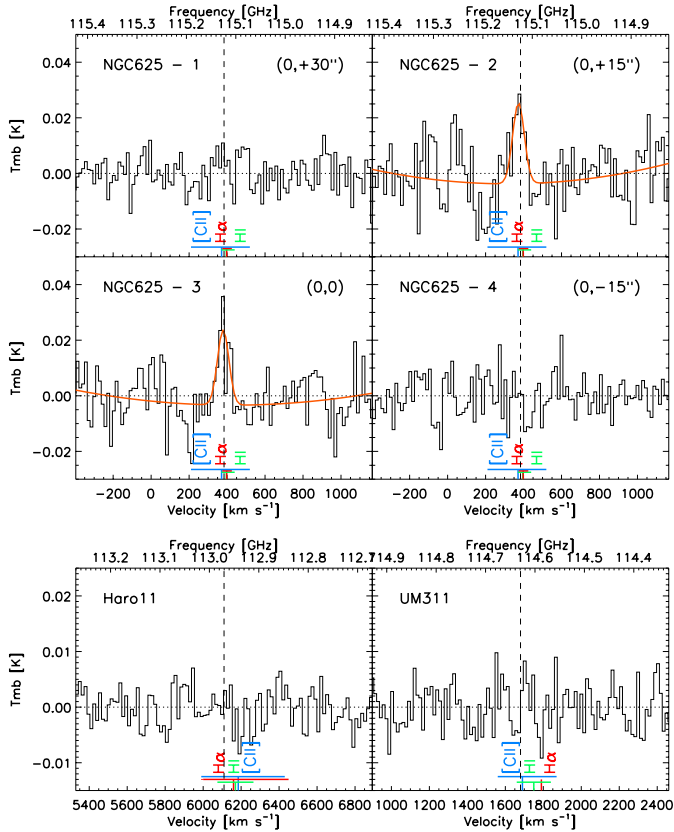 Frequency [GHz] Frequency [GHz]
115.4 115.3 115.2 115.1 115.0 114.9 115.4 115.3 115.2 115.1 115.0 114.9
NGC625 - 1 (0,+30") NGC625 - 2 (0,+15")
0.04
0.02
0.00
-0.02
Tmb [K]
[CII] Hα HI [CII] Hα HI
NGC625 - 3 (0,0) NGC625 - 4 (0,-15")
0.04
0.02
0.00
-0.02
Tmb [K]
[CII] Hα HI [CII] Hα HI
-200 0 200 400 600 800 1000 -200 0 200 400 600 800 1000
Velocity [km s⁻¹] Velocity [km s⁻¹]
Frequency [GHz] Frequency [GHz]
113.2 113.1 113.0 112.9 112.8 112.7 114.9 114.8 114.7 114.6 114.5 114.4
Haro11 UM311
0.02
0.01
0.00
-0.01
Tmb [K]
Hα HI [CII] [CII] HI Hα
5400 5600 5800 6000 6200 6400 6600 6800 1000 1200 1400 1600 1800 2000 2200 2400
Velocity [km s⁻¹] Velocity [km s⁻¹]